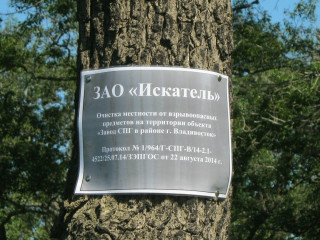 ЗАО «Искатель»
Очистка местности от взрывоопасных
предметов на территории объекта
«Завод СПГ в районе г. Владивосток»
Протокол № 1/964/Г-СПГ-В/14-2.1-
4522/25.07.14/ТНГОС от 22 августа 2014 г.